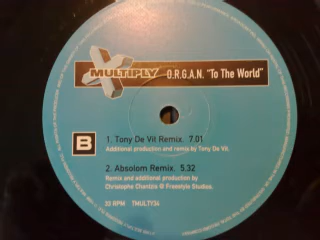 MULTIPLY O.R.G.A.N. "To The World"
B
1. Tony De Vit Remix. 7.01
Additional production and remix by Tony De Vit.
2. Absolom Remix. 5.32
Remix and additional production by
Christophe Chantzis @ Freestyle Studios.
33 RPM TMULTY34